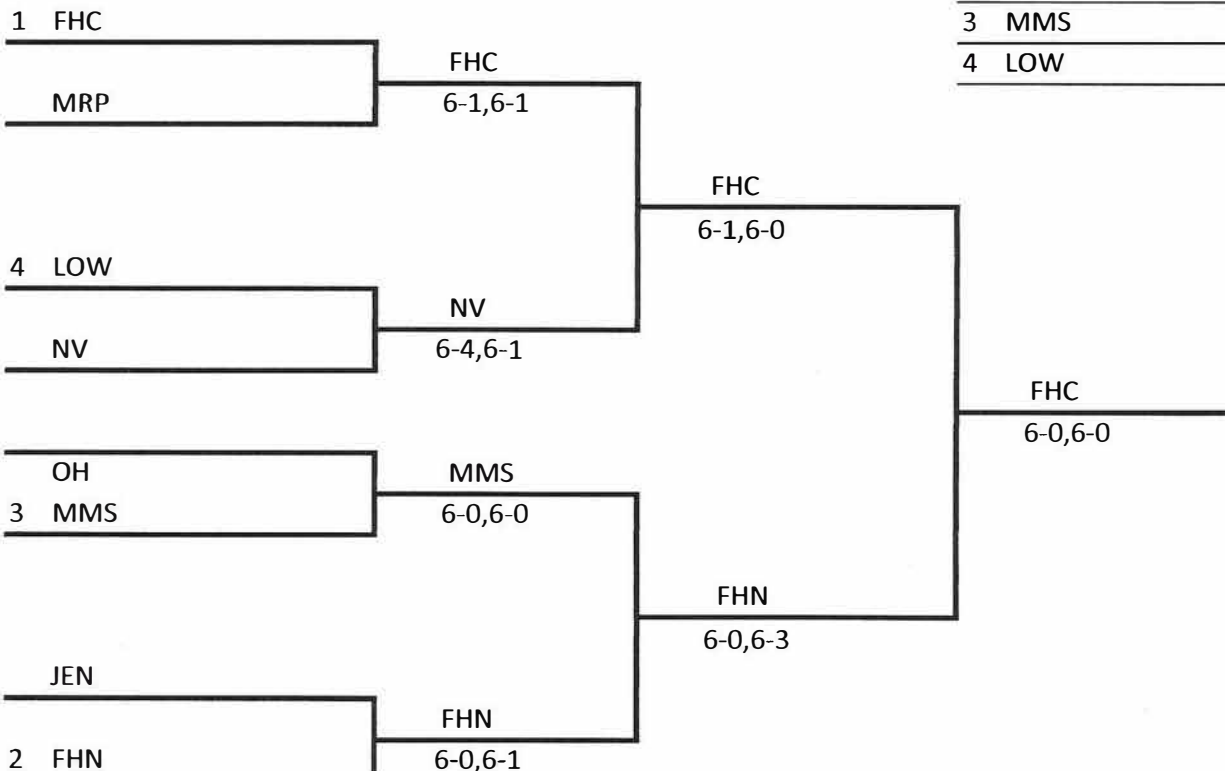 1 FHC
3 MMS
4 LOW
FHC
6-1,6-1
MRP
FHC
6-1,6-0
4 LOW
NV
6-4,6-1
NV
FHC
6-0,6-0
OH
MMS
6-0,6-0
3 MMS
FHN
6-0,6-3
JEN
FHN
6-0,6-1
2 FHN